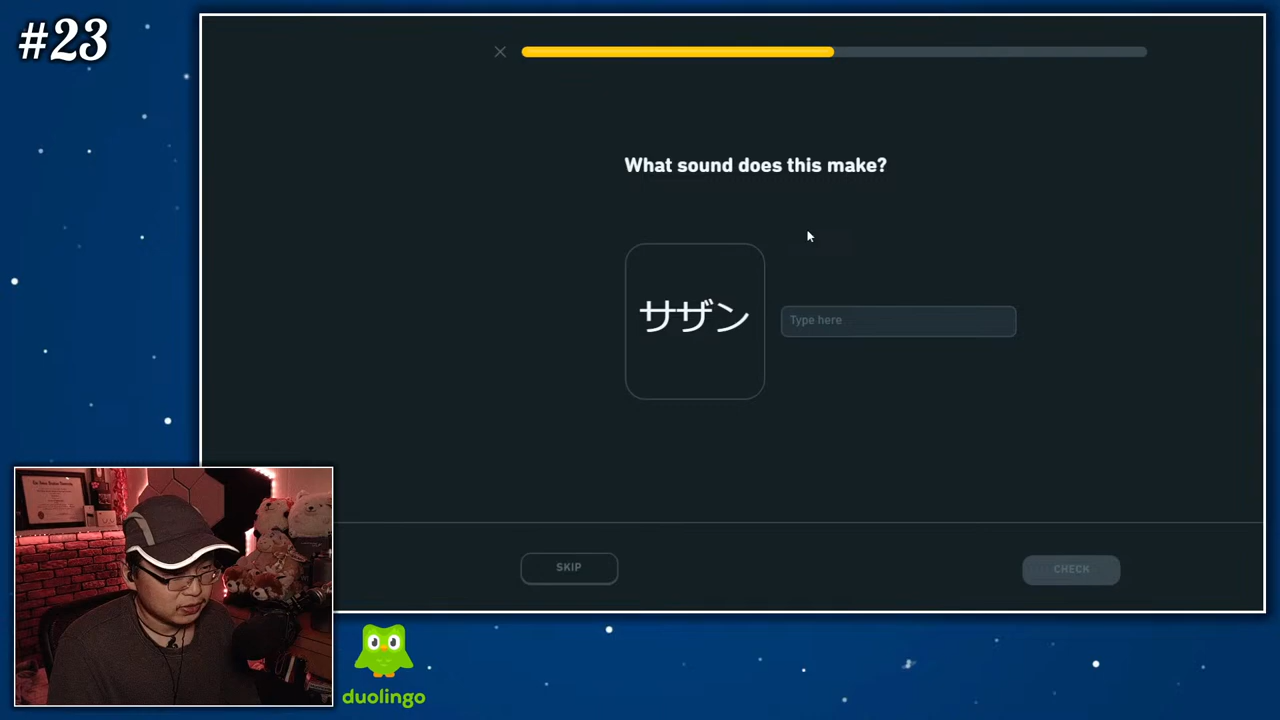 #23
What sound does this make?
サザン
Type here
SKIP
CHECK
duolingo